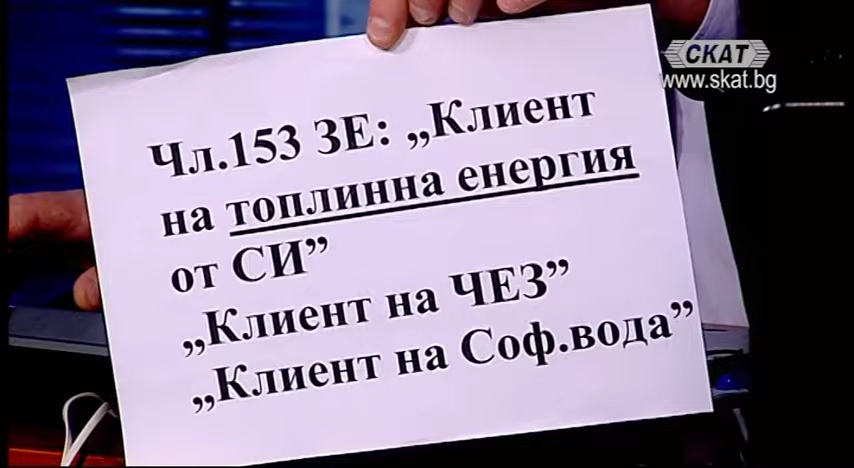 СКАТ
www.skat.bg
Чл.153 ЗЕ: „Клиент
на топлинна енергия
от СИ”
„Клиент на ЧЕЗ”
„Клиент на Соф.вода”